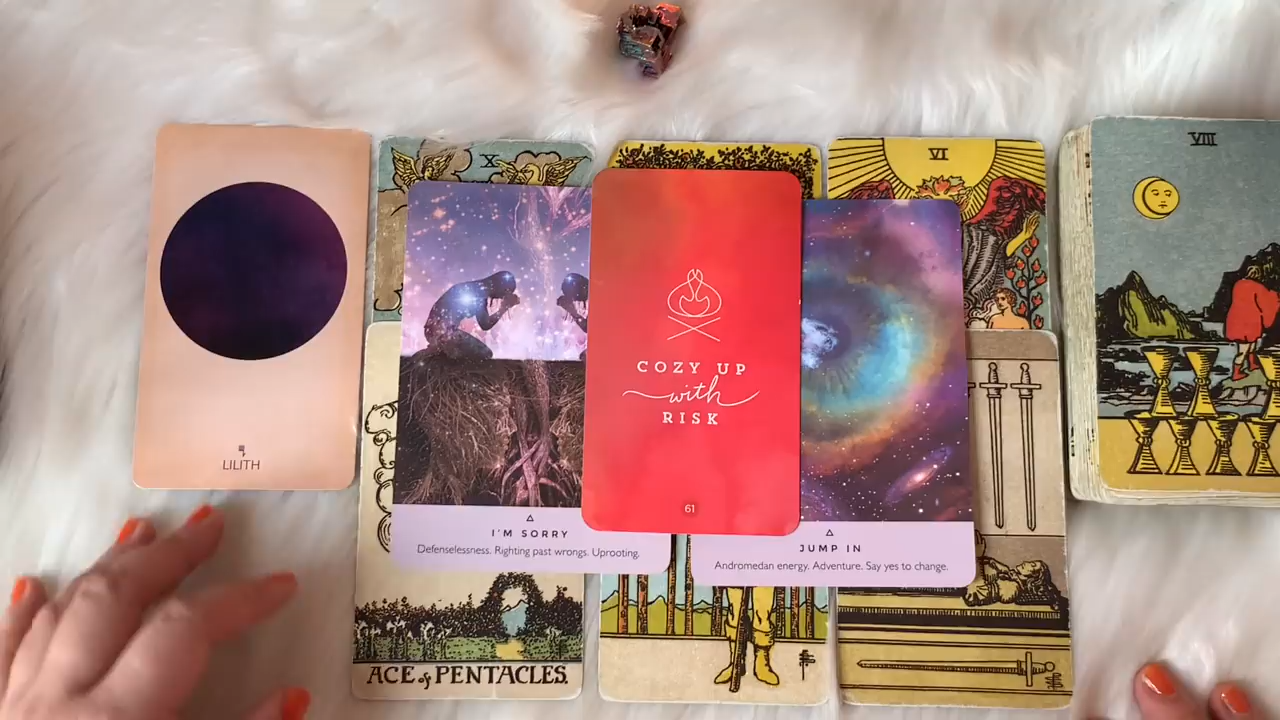 X
VI
VIII
COZY UP
with
RISK
LILITH
61
I'M SORRY
Defenselessness. Righting past wrongs. Uprooting.
JUMP IN
Andromedan energy. Adventure. Say yes to change.
ACE of PENTACLES.